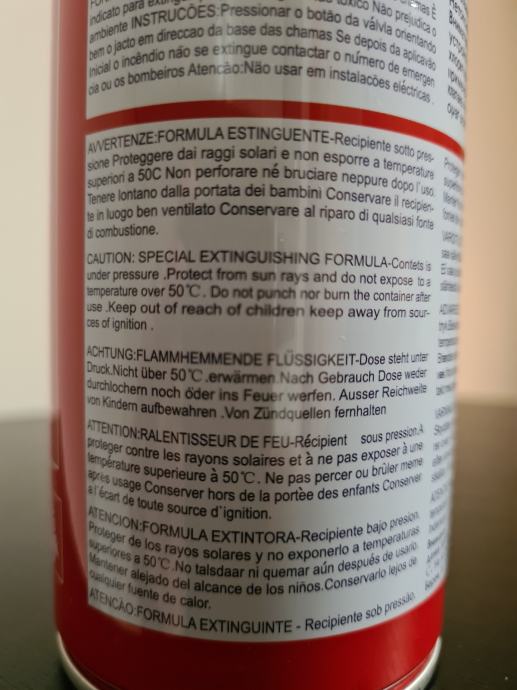 indicato para
ambiente INSTRUCÕES:Pressionar o botão da válvia orientando
bem o jacto em direccao da base das chamas Se depois da aplicavão
Inicial o incêndio não se extingue contactar o número de emergen
cia ou os bombeiros Atencão:Não usar em instalacões eléctricas .
AVVERTENZE:FORMULA ESTINGUENTE-Recipiente sotto pres-
sione Proteggere dai raggi solari e non esporre a temperature
superiori a 50C Non perforare né bruciare neppure dopo l'uso.
Tenere lontano dalla portata dei bambini Conservare il recipien-
te in luogo ben ventilato Conservare al riparo di qualsiasi fonte
di combustione.
CAUTION: SPECIAL EXTINGUISHING FORMULA-Contets is
under pressure .Protect from sun rays and do not expose to a
temperature over 50℃. Do not punch nor burn the container after
use .Keep out of reach of children keep away from sour-
ces of ignition .
ACHTUNG:FLAMMHEMMENDE FLÜSSIGKEIT-Dose steht unter
Druck.Nicht über 50℃.erwärmen.Nach Gebrauch Dose weder
durchlochern noch öder ins Feuer werfen. Ausser Reichweite
von Kindern aufbewahren .Von Zündquellen fernhalten
ATTENTION:RALENTISSEUR DE FEU-Récipient sous pression.A
proteger contre les rayons solaires et à ne pas exposer à une
température superieure à 50℃. Ne pas percer ou brûler meme
après usage Conserver hors de la portèe des enfants Conserver
a l'écart de toute source d'ignition.
ATENCION:FORMULA EXTINTORA-Recipiente bajo presion.
Proteger de los rayos solares y no exponerlo a temperaturas
superiores a 50℃.No talsdaar ni quemar aún después de usario.
Mantener alejado del alcance de los niños.Conservarlo lejos de
cualquier fuente de calor.
ATENCÃO:FORMULA EXTINGUINTE - Recipiente sob pressão.